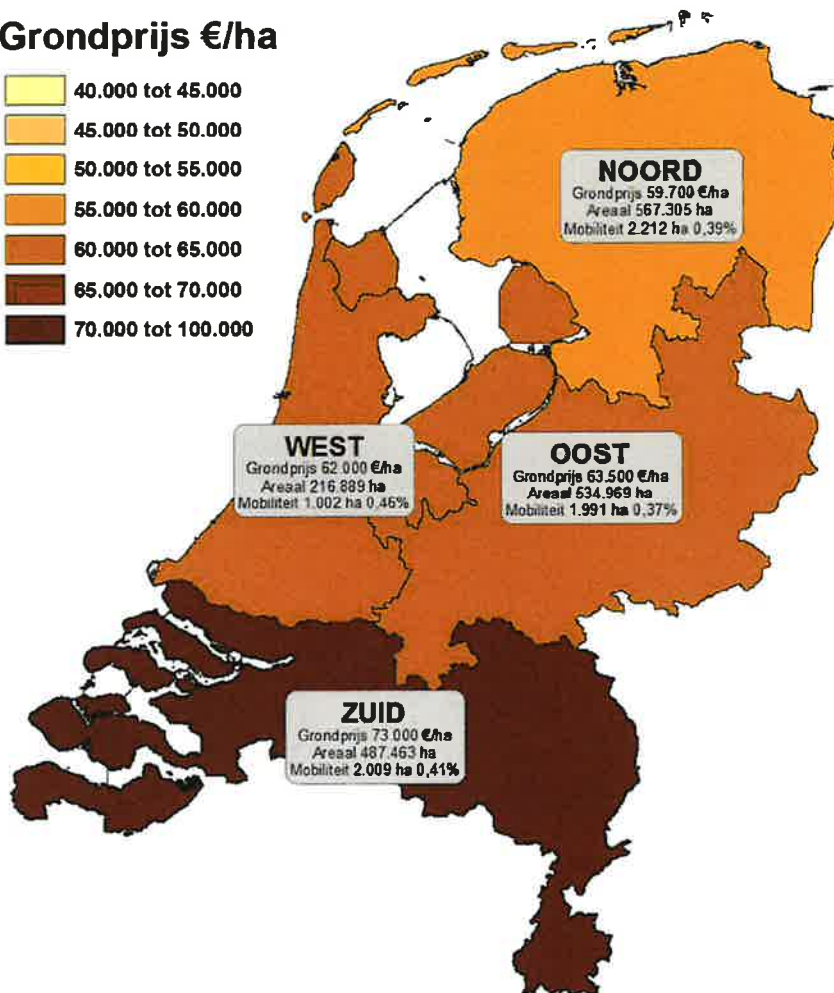 Grondprijs €/ha
40.000 tot 45.000
45.000 tot 50.000
50.000 tot 55.000
55.000 tot 60.000
60.000 tot 65.000
65.000 tot 70.000
70.000 tot 100.000
NOORD
Grondprijs 59.700 €/ha
Areaal 567.305 ha
Mobiliteit 2.212 ha 0,39%
WEST
Grondprijs 62.000 €/ha
Areaal 216.889 ha
Mobiliteit 1.002 ha 0,46%
OOST
Grondprijs 63.500 €/ha
Areaal 534.969 ha
Mobiliteit 1.991 ha 0,37%
ZUID
Grondprijs 73.000 €/ha
Areaal 487.463 ha
Mobiliteit 2.009 ha 0,41%